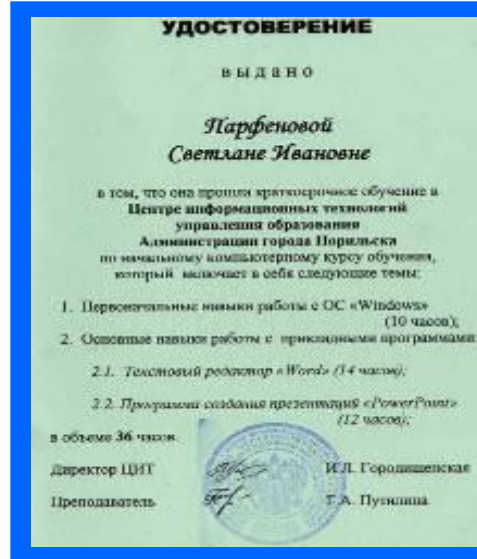 УДОСТОВЕРЕНИЕ
выдано
Парфеновой
Светлане Ивановне
в том, что она прошла краткосрочное обучение в
Центре информационных технологий
управления образования
Администрации города Норильска
по начальному компьютерному курсу обучения,
который включает в себя следующие темы:
1. Первоначальные навыки работы с ОС «Windows»
(10 часов);
2. Основные навыки работы с прикладными программами:
2.1. Текстовый редактор «Word» (14 часов);
2.2. Программа создания презентаций «PowerPoint»
(12 часов);
в объеме 36 часов.
Директор ЦИТ И.Л. Городищенская
Преподаватель Т.А. Путилина